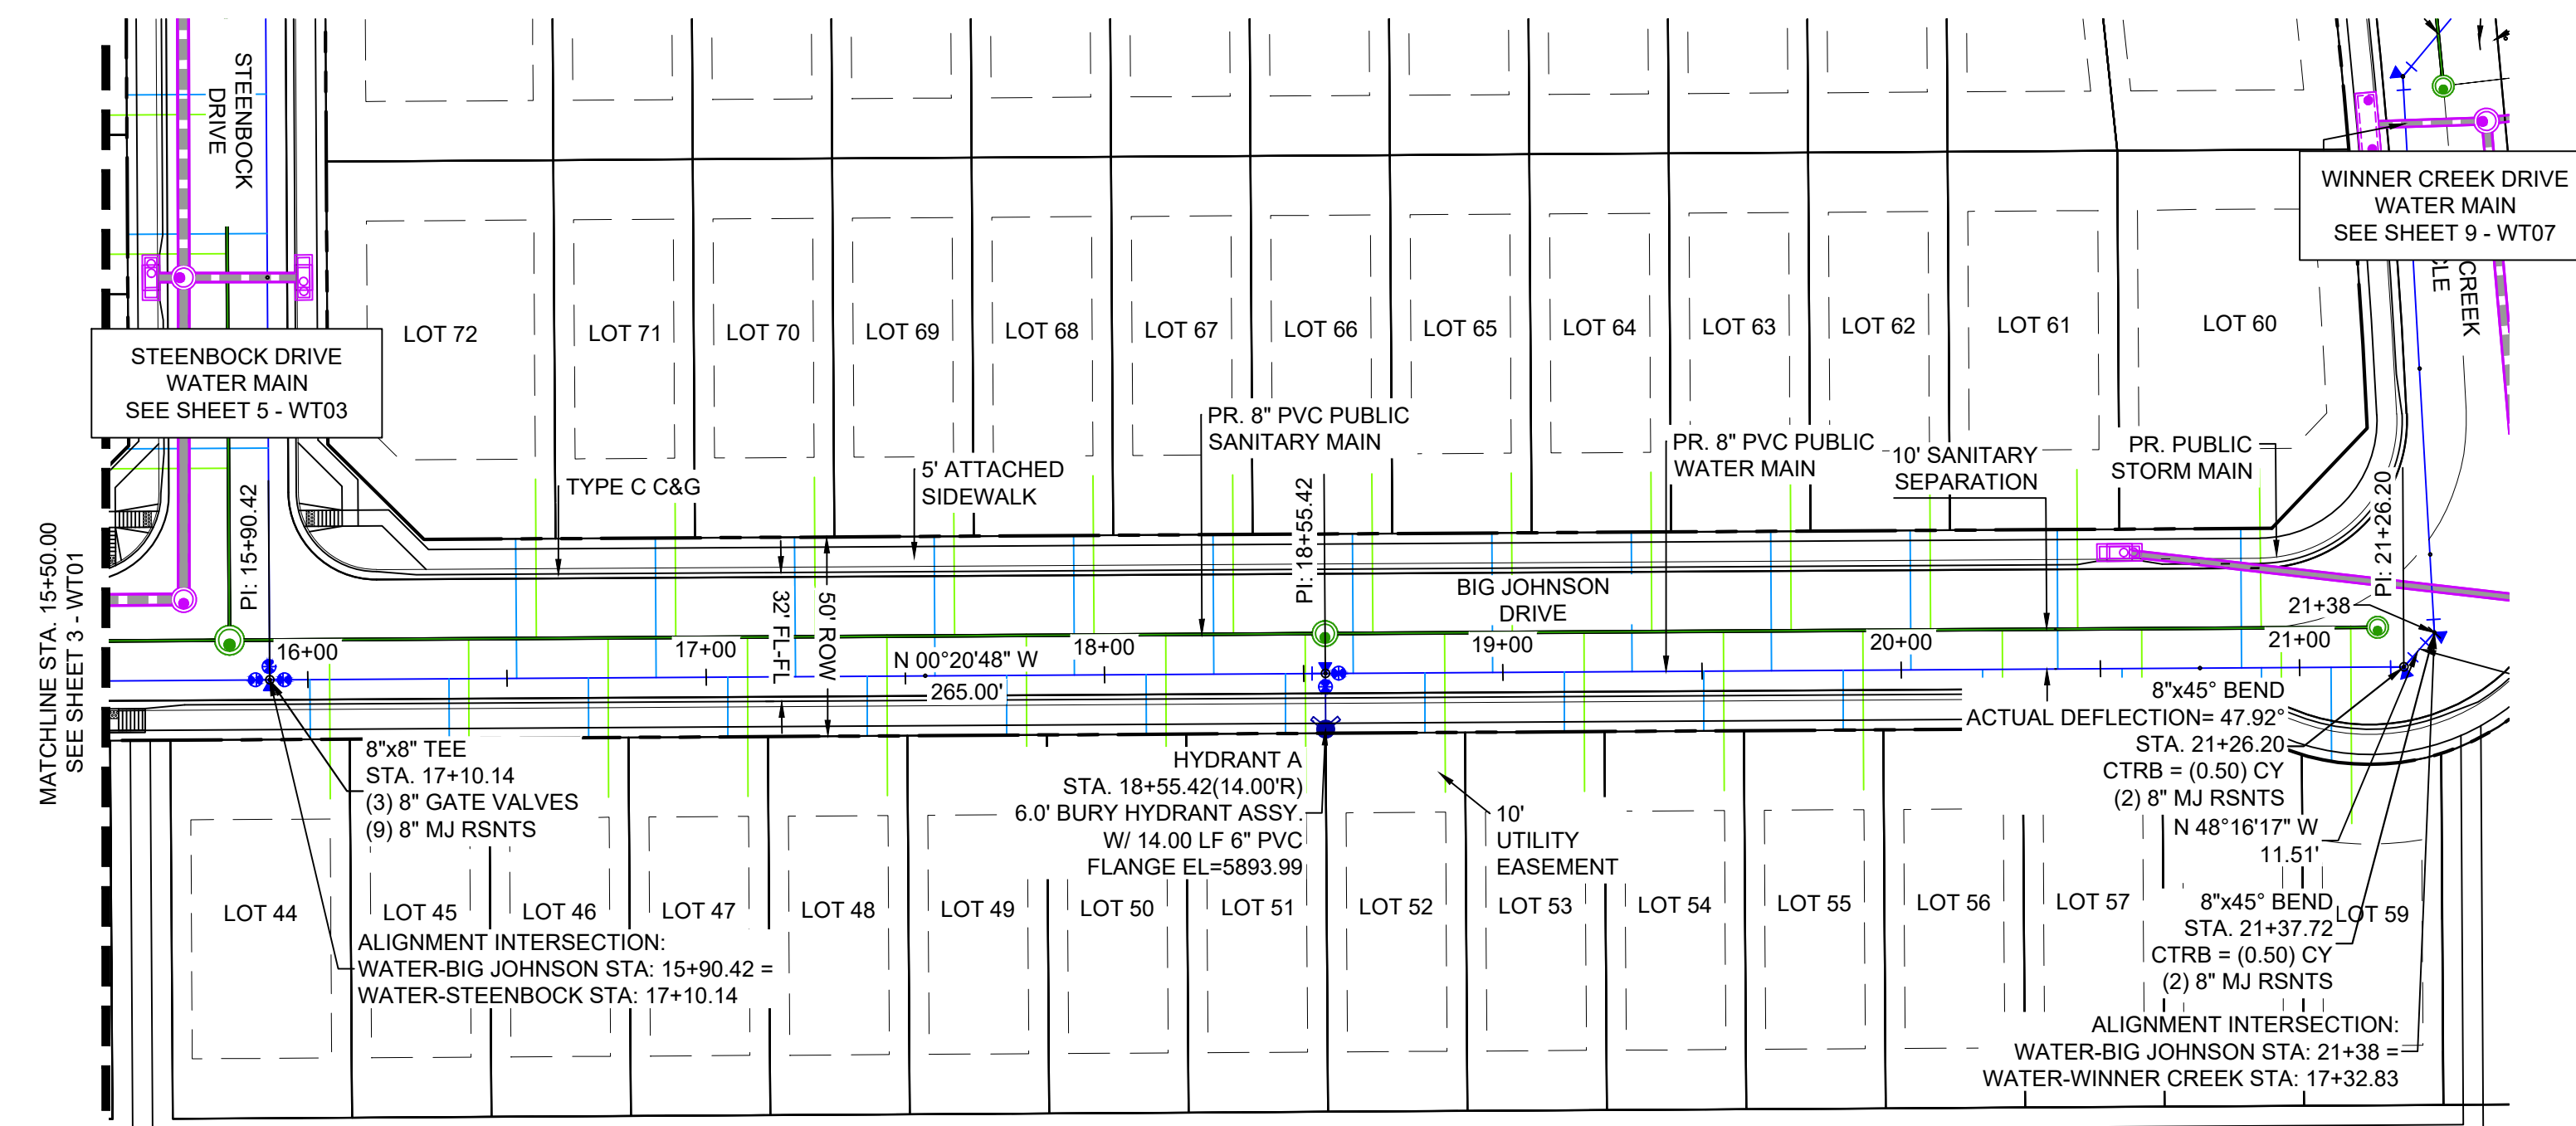 STEENBOCK
DRIVE
WINNER CREEK DRIVE
WATER MAIN
SEE SHEET 9 - WT07
CREEK
CLE
STEENBOCK DRIVE
WATER MAIN
SEE SHEET 5 - WT03
LOT 72
LOT 71
LOT 70
LOT 69
LOT 68
LOT 67
LOT 66
LOT 65
LOT 64
LOT 63
LOT 62
LOT 61
LOT 60
PR. 8" PVC PUBLIC
SANITARY MAIN
PR. 8" PVC PUBLIC
WATER MAIN
10' SANITARY
SEPARATION
PR. PUBLIC
STORM MAIN
TYPE C C&G
5' ATTACHED
SIDEWALK
PI: 15+90.42
PI: 18+55.42
PI: 21+26.20
MATCHLINE STA. 15+50.00
SEE SHEET 3 - WT01
BIG JOHNSON
DRIVE
32' FL-FL
50' ROW
21+38
16+00
17+00
18+00
19+00
20+00
21+00
N 00°20'48" W
265.00'
8"x8" TEE
STA. 17+10.14
(3) 8" GATE VALVES
(9) 8" MJ RSNTS
HYDRANT A
STA. 18+55.42(14.00'R)
6.0' BURY HYDRANT ASSY.
W/ 14.00 LF 6" PVC
FLANGE EL=5893.99
10'
UTILITY
EASEMENT
8"x45° BEND
ACTUAL DEFLECTION= 47.92°
STA. 21+26.20
CTRB = (0.50) CY
(2) 8" MJ RSNTS
N 48°16'17" W
11.51'
8"x45° BEND
STA. 21+37.72
CTRB = (0.50) CY
(2) 8" MJ RSNTS
LOT 44
LOT 45
LOT 46
LOT 47
LOT 48
LOT 49
LOT 50
LOT 51
LOT 52
LOT 53
LOT 54
LOT 55
LOT 56
LOT 57
LOT 59
ALIGNMENT INTERSECTION:
WATER-BIG JOHNSON STA: 15+90.42 =
WATER-STEENBOCK STA: 17+10.14
ALIGNMENT INTERSECTION:
WATER-BIG JOHNSON STA: 21+38 =
WATER-WINNER CREEK STA: 17+32.83